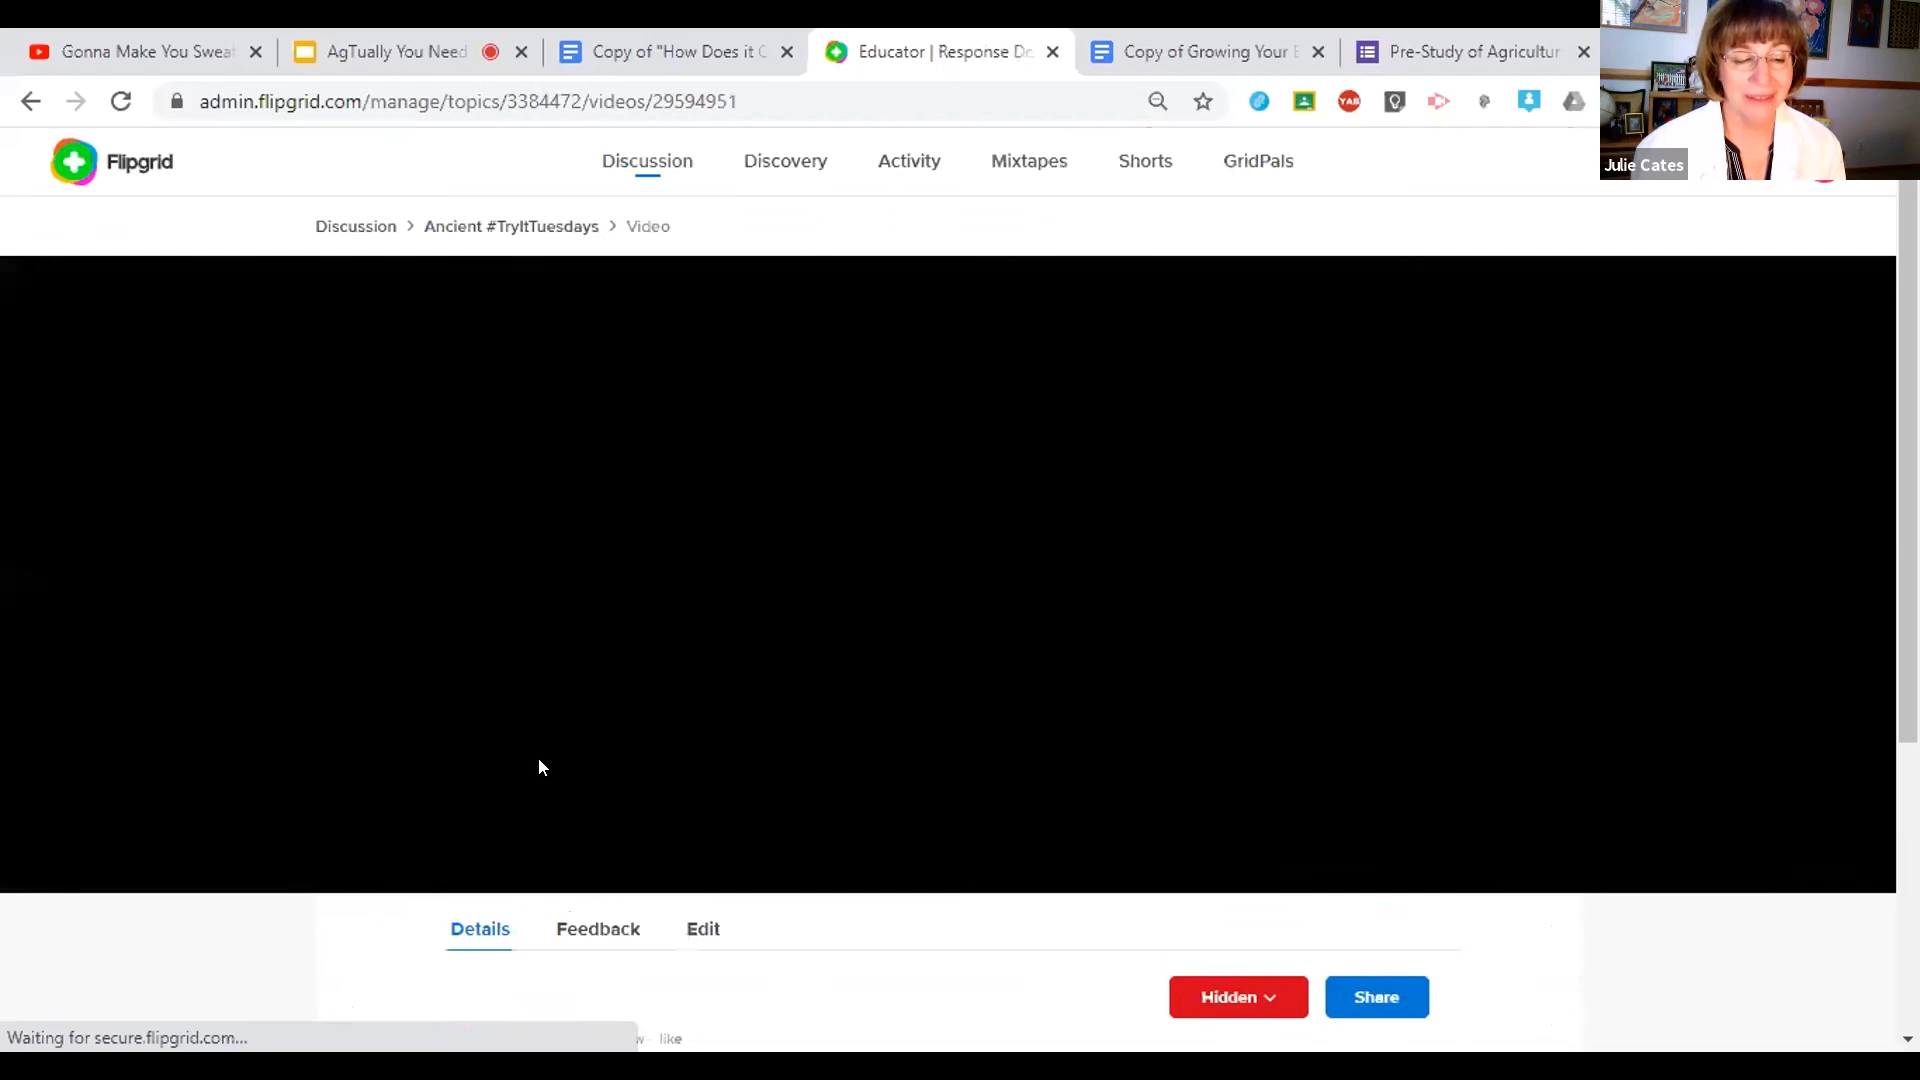 Gonna Make You Sweat
AgTually You Need
Copy of "How Does it C
Educator | Response De
Copy of Growing Your E
Pre-Study of Agricultur
admin.flipgrid.com/manage/topics/3384472/videos/29594951
YAB
Flipgrid
Discussion
Discovery
Activity
Mixtapes
Shorts
GridPals
Julie Cates
Discussion > Ancient #TryItTuesdays > Video
Details
Feedback
Edit
Hidden
Share
Waiting for secure.flipgrid.com...
like